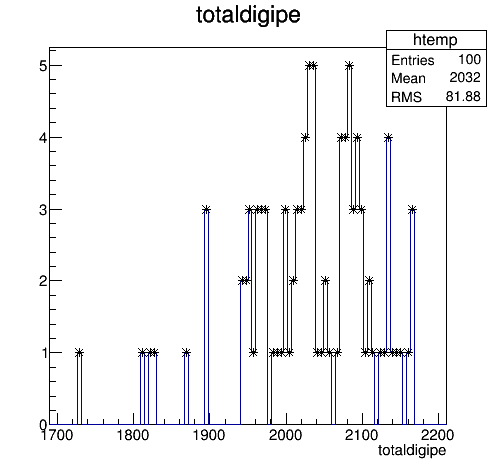 totaldigipe
htemp
Entries 100
Mean 2032
RMS 81.88
5
4
3
2
1
0
1700 1800 1900 2000 2100 2200
totaldigipe